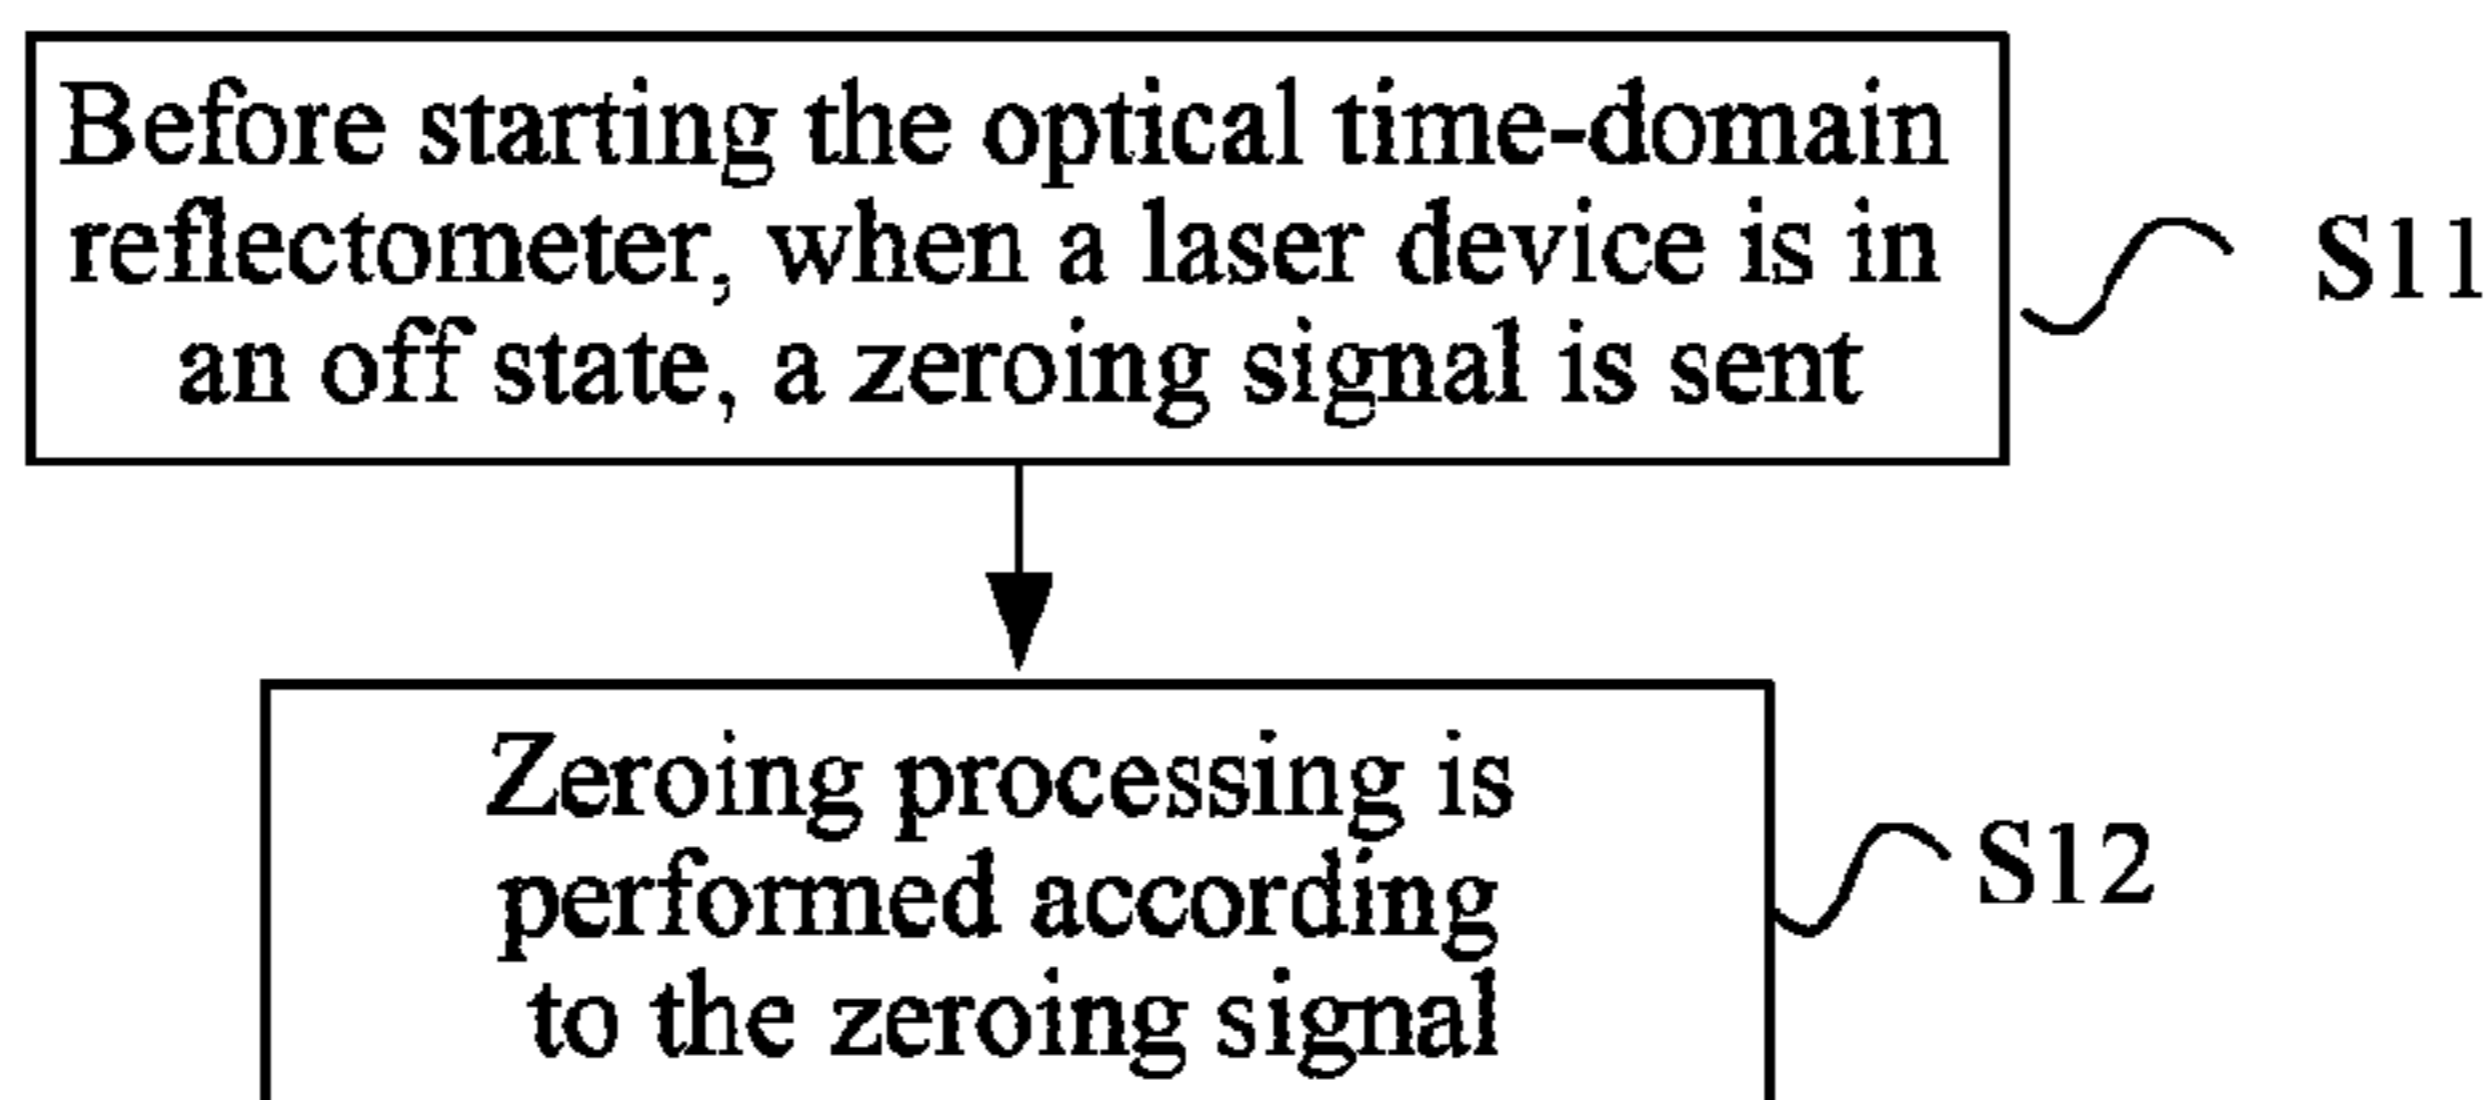 Before starting the optical time-domain
reflectometer, when a laser device is in
an off state, a zeroing signal is sent
S11
Zeroing processing is
performed according
to the zeroing signal
S12